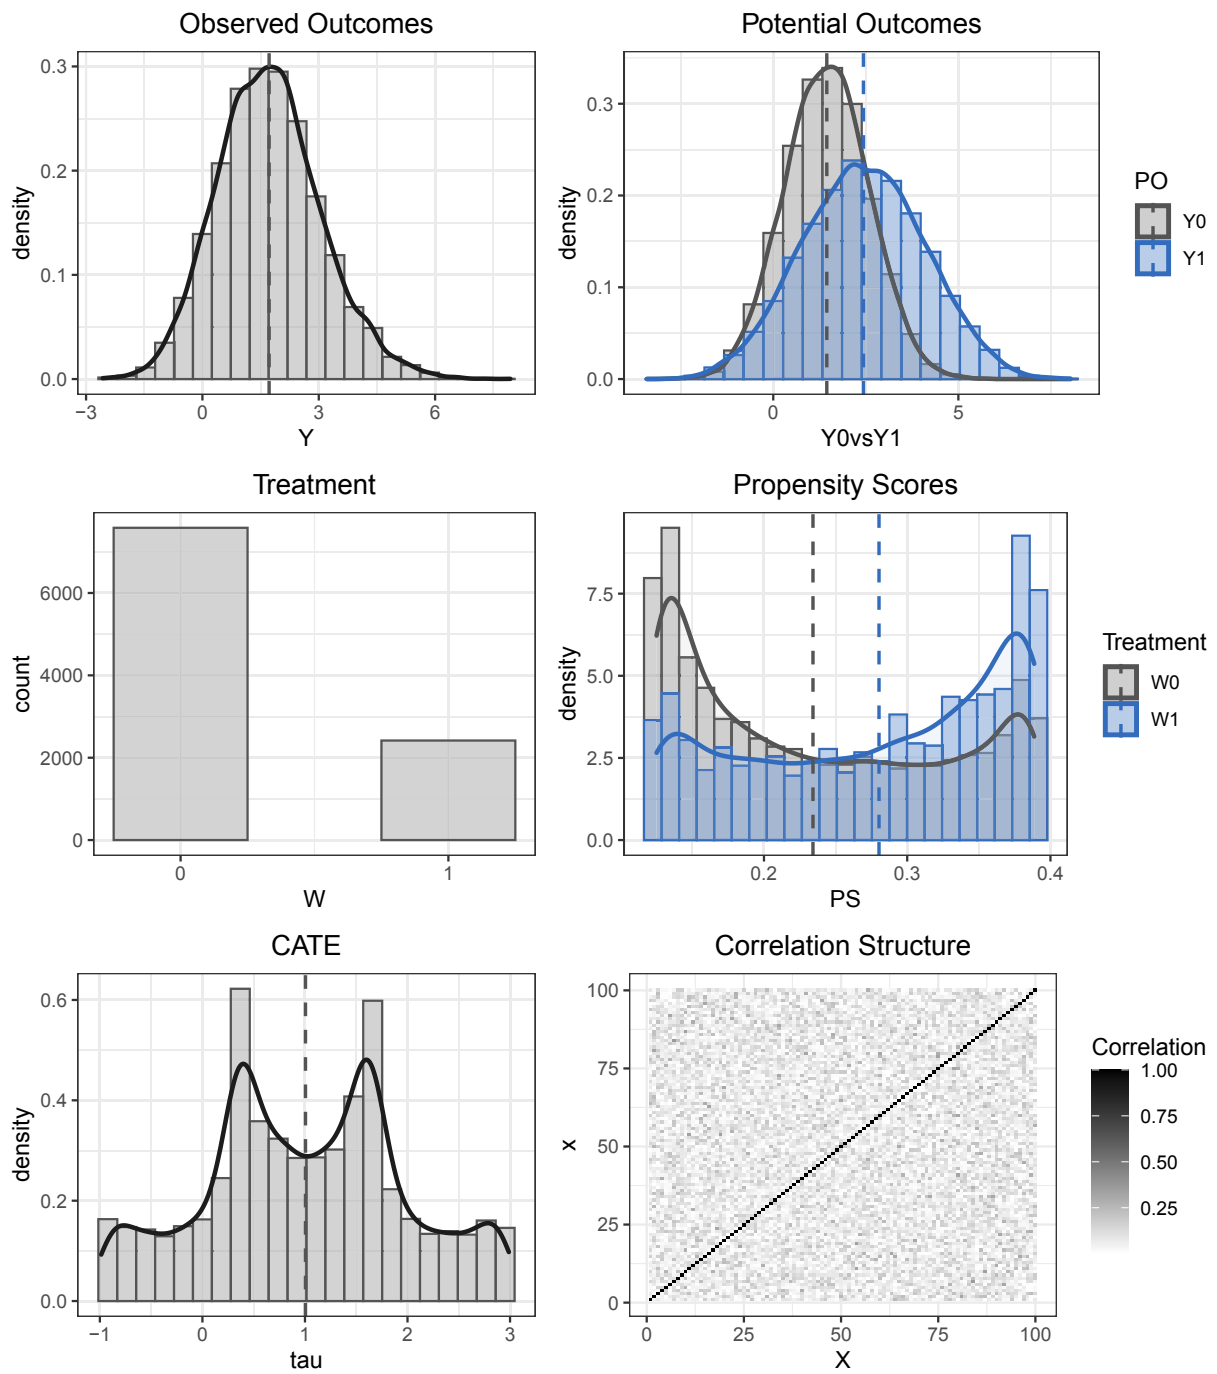 Observed Outcomes
density
0.3
0.2
0.1
0.0
−3 0 3 6
Y
Potential Outcomes
density
0.3
0.2
0.1
0.0
0 5
Y0vsY1
PO
Y0
Y1
Treatment
count
6000
4000
2000
0
0 1
W
Propensity Scores
density
7.5
5.0
2.5
0.0
0.2 0.3 0.4
PS
Treatment
W0
W1
CATE
density
0.6
0.4
0.2
0.0
−1 0 1 2 3
tau
Correlation Structure
x
100
75
50
25
0
0 25 50 75 100
X
Correlation
1.00
0.75
0.50
0.25